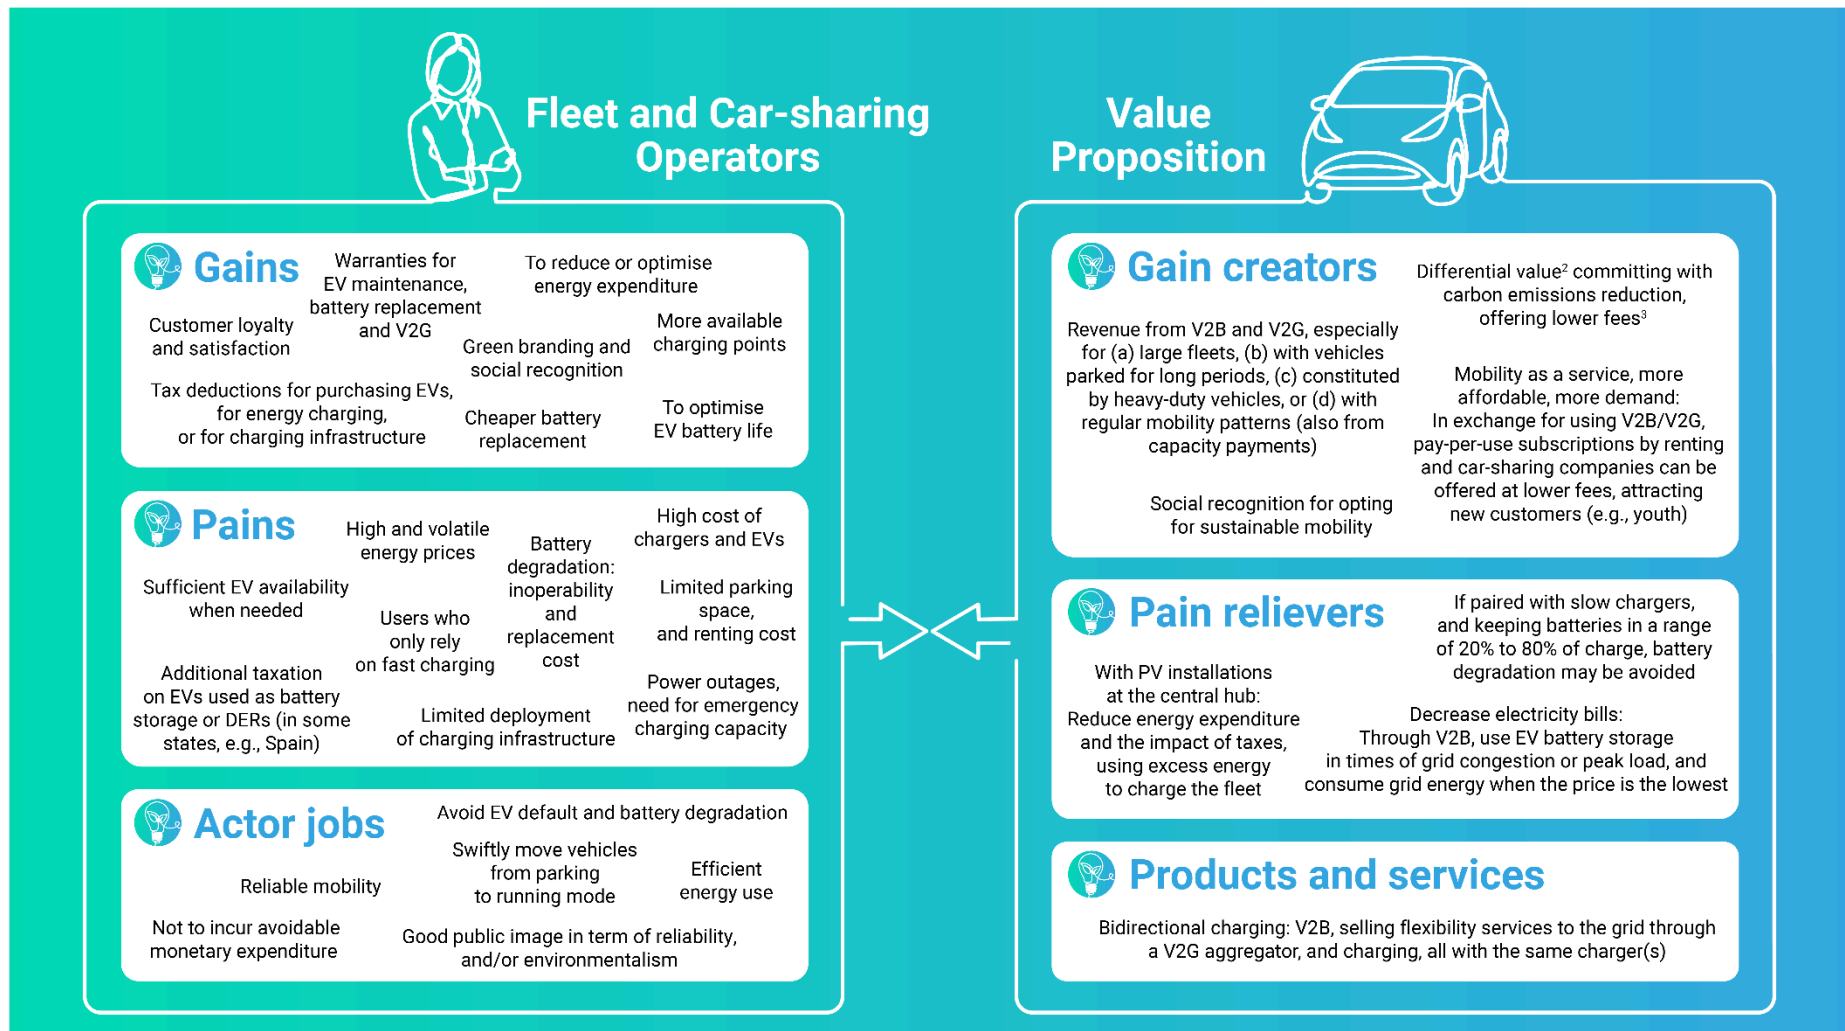 Fleet and Car-sharing
Operators
Gains
Warranties for
EV maintenance,
battery replacement
and V2G
To reduce or optimise
energy expenditure
Customer loyalty
and satisfaction
More available
charging points
Green branding and
social recognition
Tax deductions for purchasing EVs,
for energy charging,
or for charging infrastructure
Cheaper battery
replacement
To optimise
EV battery life
Pains
High and volatile
energy prices
Battery
degradation:
inoperability
and
replacement
cost
High cost of
chargers and EVs
Sufficient EV availability
when needed
Users who
only rely
on fast charging
Limited parking
space,
and renting cost
Additional taxation
on EVs used as battery
storage or DERs (in some
states, e.g., Spain)
Limited deployment
of charging infrastructure
Power outages,
need for emergency
charging capacity
Actor jobs
Avoid EV default and battery degradation
Reliable mobility
Swiftly move vehicles
from parking
to running mode
Efficient
energy use
Not to incur avoidable
monetary expenditure
Good public image in term of reliability,
and/or environmentalism
Value
Proposition
Gain creators
Differential value² committing with
carbon emissions reduction,
offering lower fees³
Revenue from V2B and V2G, especially
for (a) large fleets, (b) with vehicles
parked for long periods, (c) constituted
by heavy-duty vehicles, or (d) with
regular mobility patterns (also from
capacity payments)
Mobility as a service, more
affordable, more demand:
In exchange for using V2B/V2G,
pay-per-use subscriptions by renting
and car-sharing companies can be
offered at lower fees, attracting
new customers (e.g., youth)
Social recognition for opting
for sustainable mobility
Pain relievers
If paired with slow chargers,
and keeping batteries in a range
of 20% to 80% of charge, battery
degradation may be avoided
With PV installations
at the central hub:
Reduce energy expenditure
and the impact of taxes,
using excess energy
to charge the fleet
Decrease electricity bills:
Through V2B, use EV battery storage
in times of grid congestion or peak load, and
consume grid energy when the price is the lowest
Products and services
Bidirectional charging: V2B, selling flexibility services to the grid through
a V2G aggregator, and charging, all with the same charger(s)